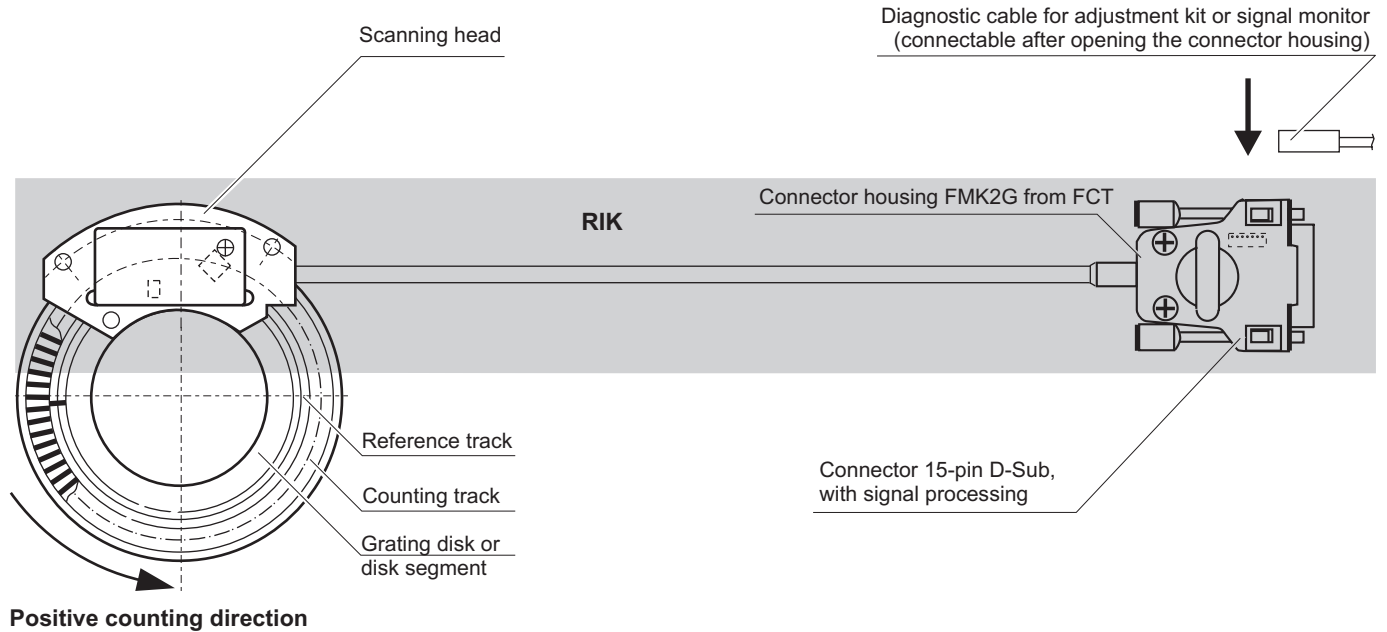 Scanning head
Diagnostic cable for adjustment kit or signal monitor
(connectable after opening the connector housing)
Connector housing FMK2G from FCT
RIK
Reference track
Counting track
Grating disk or
disk segment
Connector 15-pin D-Sub,
with signal processing
Positive counting direction